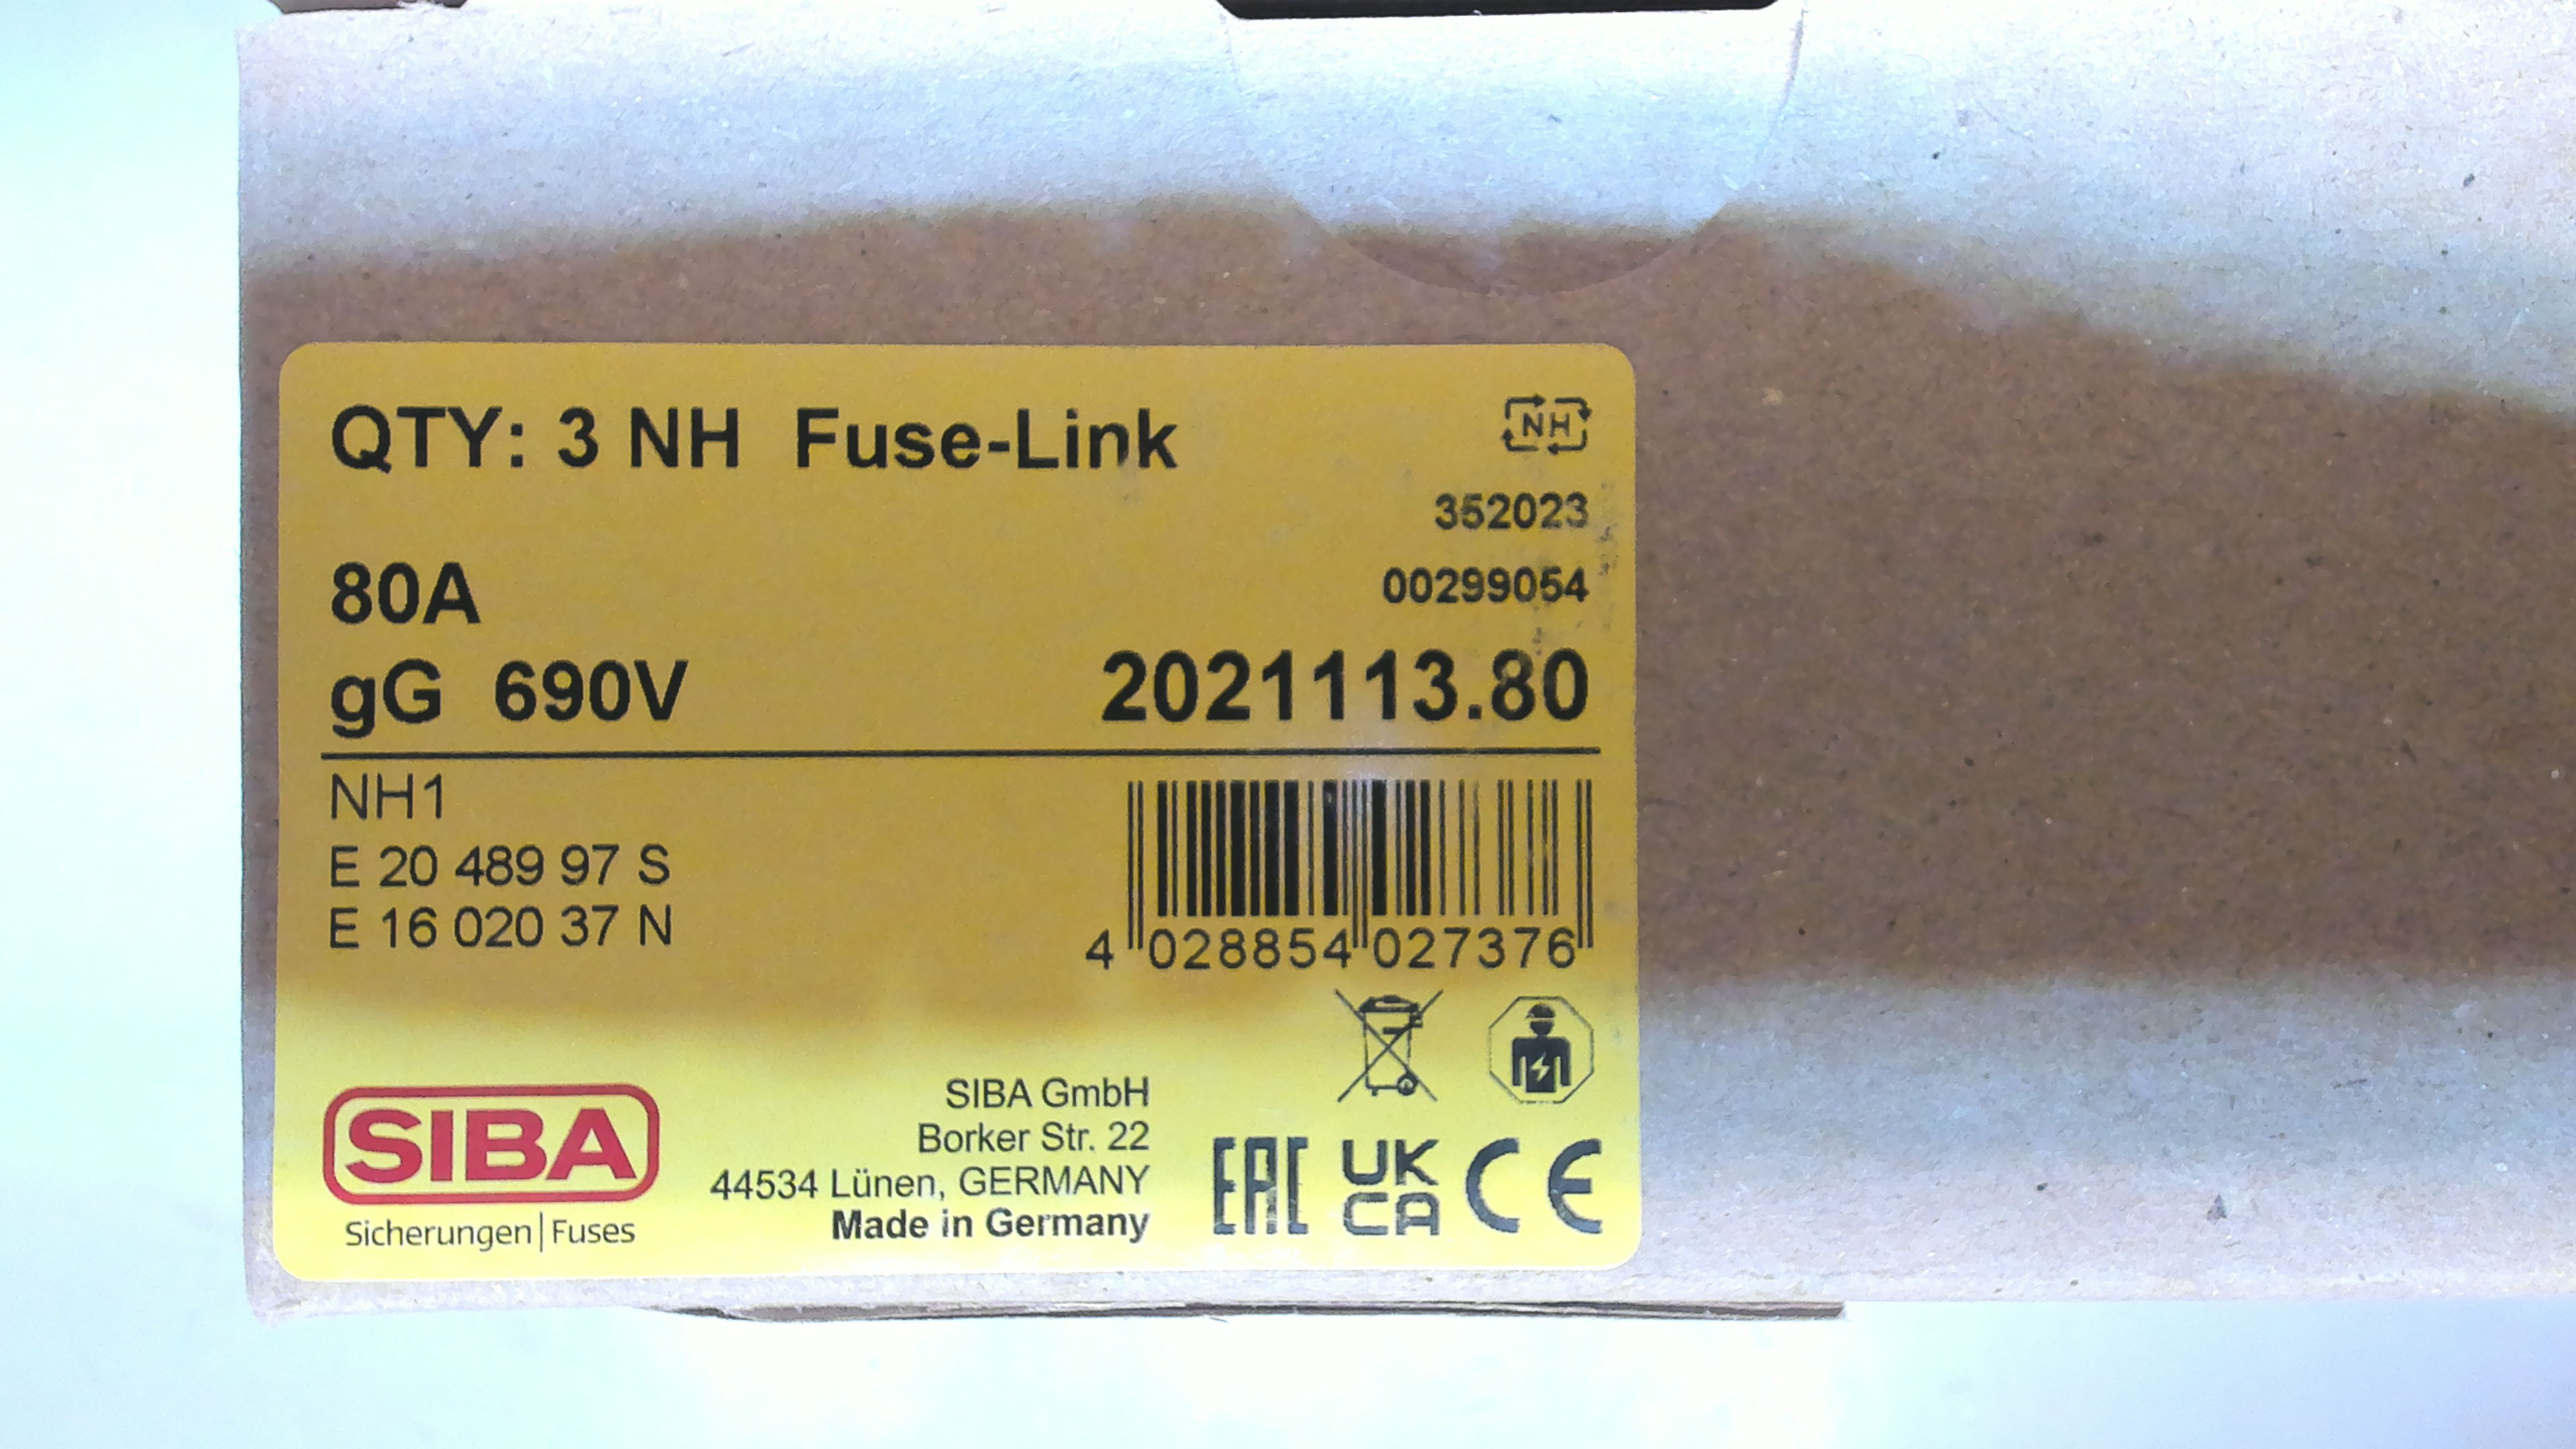 QTY: 3 NH Fuse-Link
NH
352023
80A
00299054
gG 690V
2021113.80
NH1
E 20 489 97 S
E 16 020 37 N
4 028854 027376
SIBA
Sicherungen|Fuses
SIBA GmbH
Borker Str. 22
44534 Lünen, GERMANY
Made in Germany
EAC
UK
CA
CE